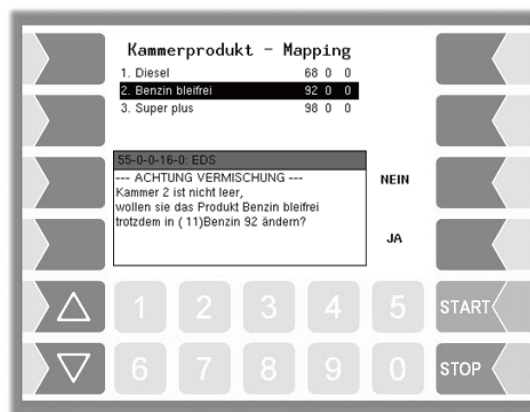 Kammerprodukt - Mapping
1. Diesel 68 0 0
2. Benzin bleifrei 92 0 0
3. Super plus 98 0 0
55-0-0-16-0: EDS
--- ACHTUNG VERMISCHUNG ---
Kammer 2 ist nicht leer,
wollen sie das Produkt Benzin bleifrei
trotzdem in ( 11)Benzin 92 ändern?
NEIN
JA
1 2 3 4 5 START
6 7 8 9 0 STOP